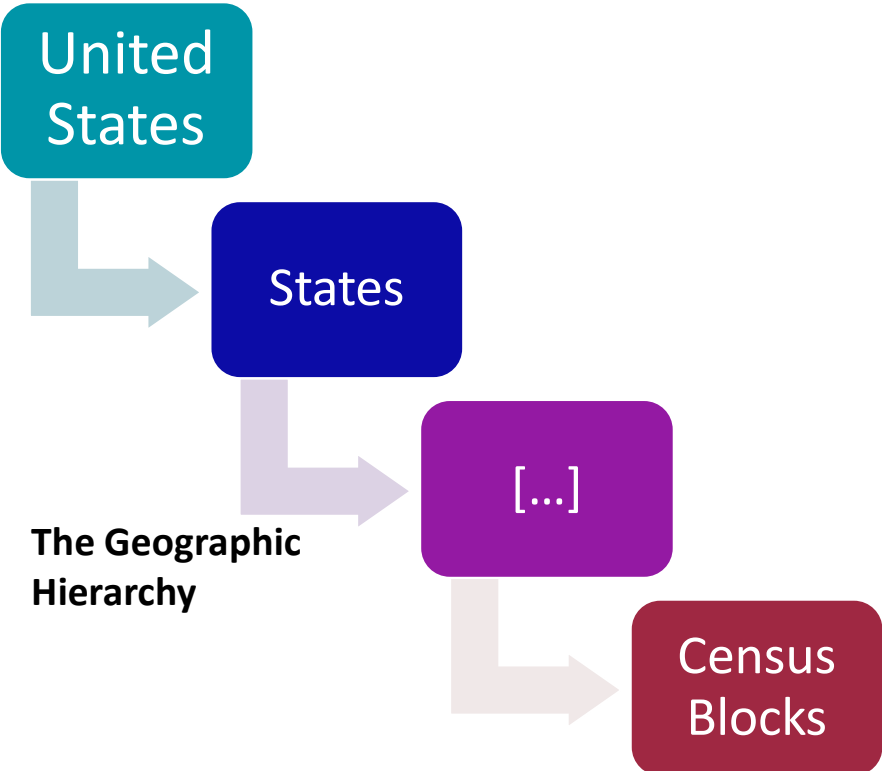 United
States
States
[...]
The Geographic
Hierarchy
Census
Blocks